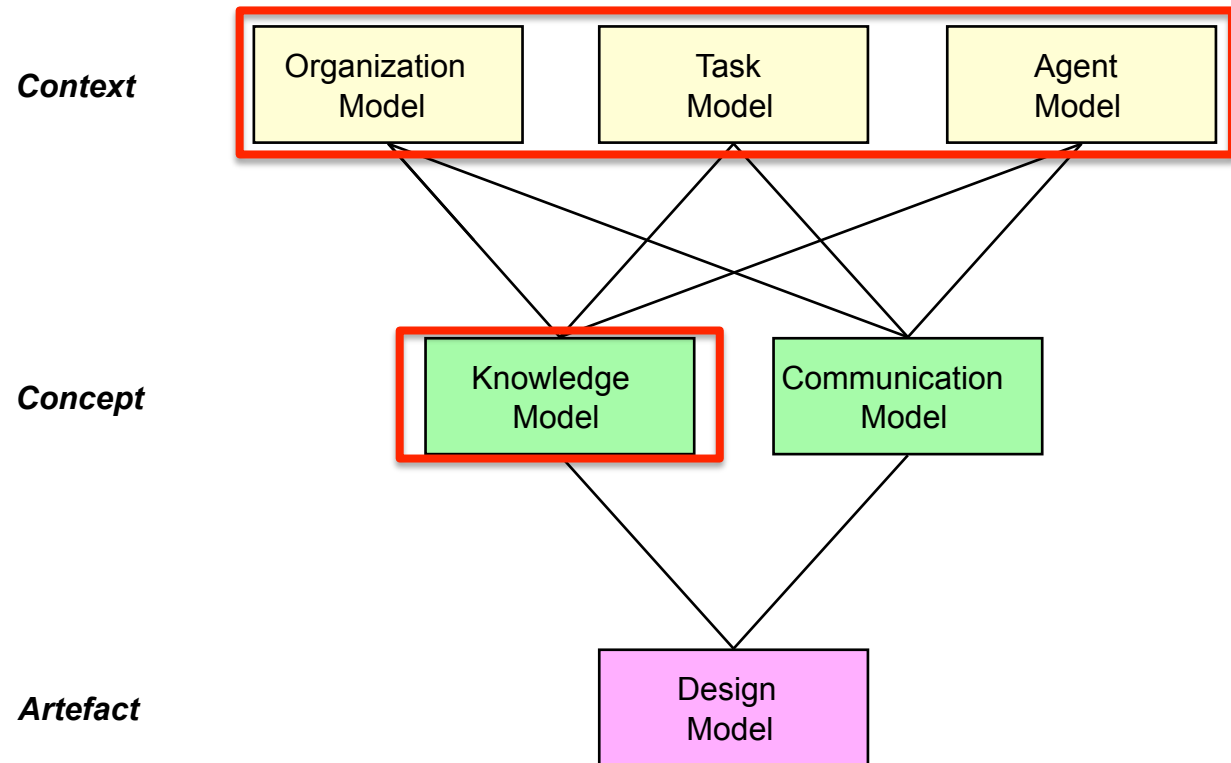 Context
Organization
Model
Task
Model
Agent
Model
Concept
Knowledge
Model
Communication
Model
Artefact
Design
Model